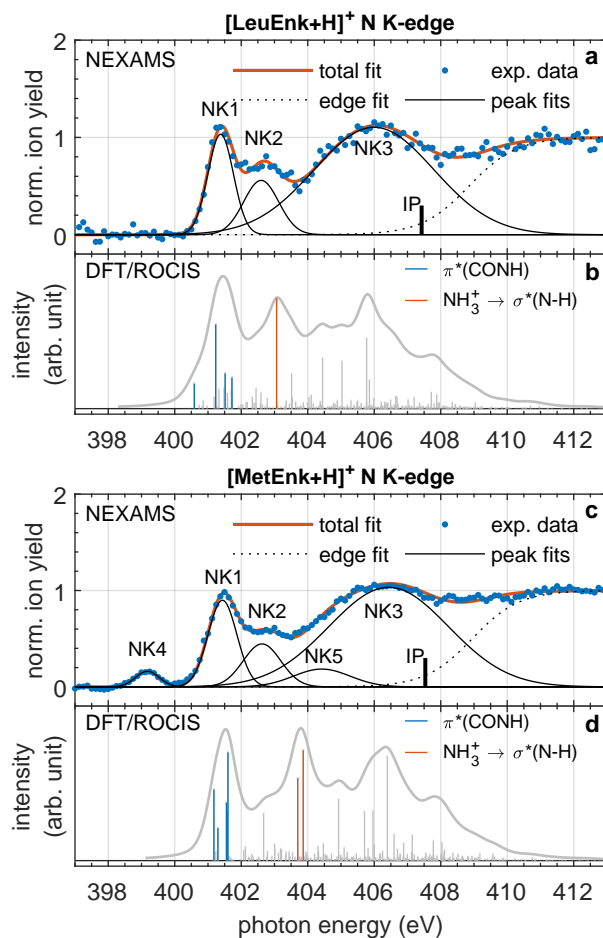 [LeuEnk+H]⁺ N K-edge
NEXAMS
a
total fit
exp. data
edge fit
peak fits
NK1
NK2
NK3
IP
2
1
0
norm. ion yield
DFT/ROCIS
b
π*(CONH)
NH₃⁺ → σ*(N-H)
intensity
(arb. unit)
398 400 402 404 406 408 410 412
[MetEnk+H]⁺ N K-edge
NEXAMS
c
total fit
exp. data
edge fit
peak fits
NK1
NK2
NK3
NK4
NK5
IP
2
1
0
norm. ion yield
DFT/ROCIS
d
π*(CONH)
NH₃⁺ → σ*(N-H)
intensity
(arb. unit)
398 400 402 404 406 408 410 412
photon energy (eV)